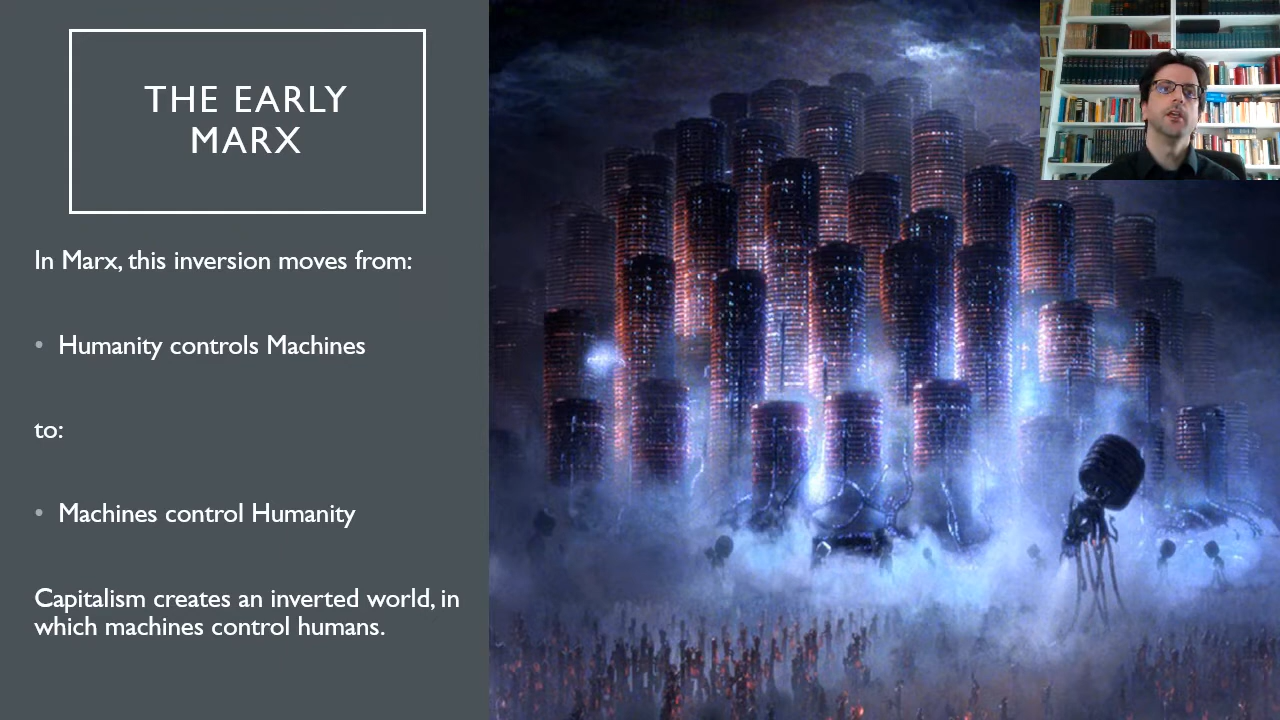 THE EARLY
MARX
In Marx, this inversion moves from:
• Humanity controls Machines
to:
• Machines control Humanity
Capitalism creates an inverted world, in
which machines control humans.